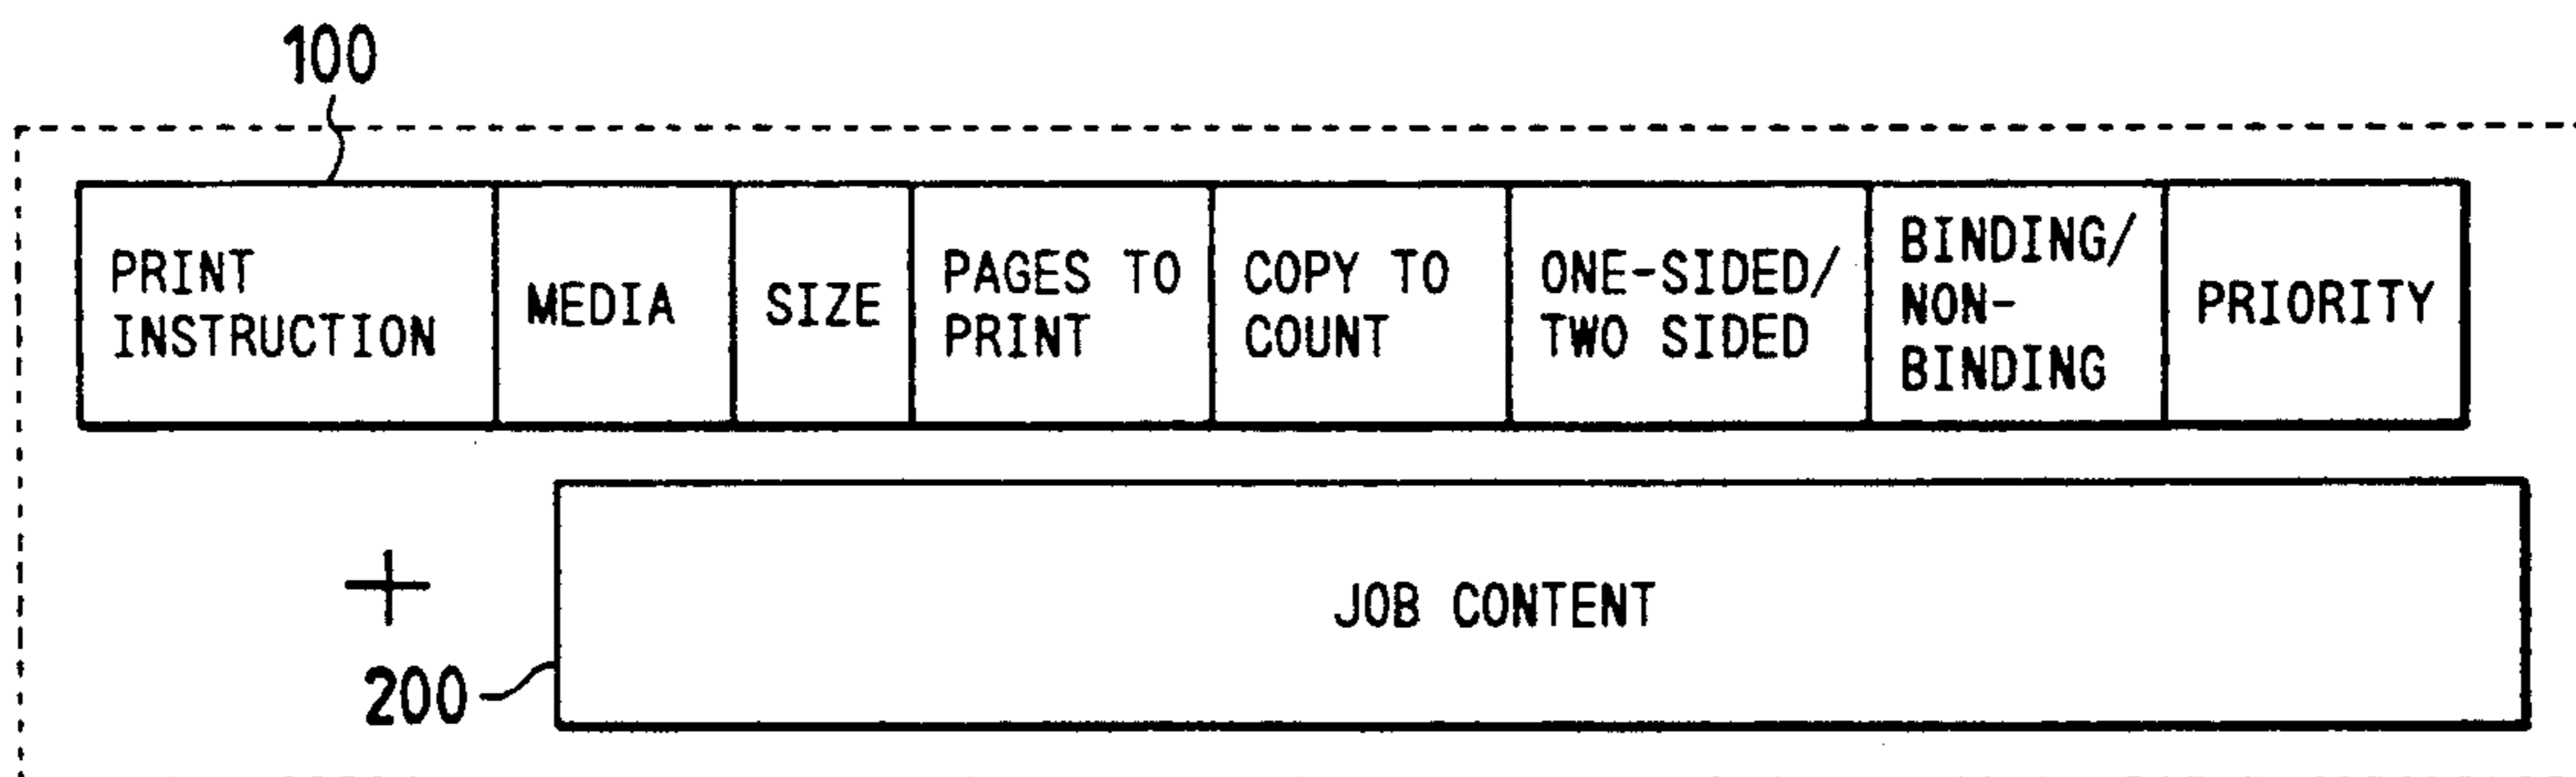 100
PRINT
INSTRUCTION
MEDIA
SIZE
PAGES TO
PRINT
COPY TO
COUNT
ONE-SIDED/
TWO SIDED
BINDING/
NON-
BINDING
PRIORITY
+
JOB CONTENT
200